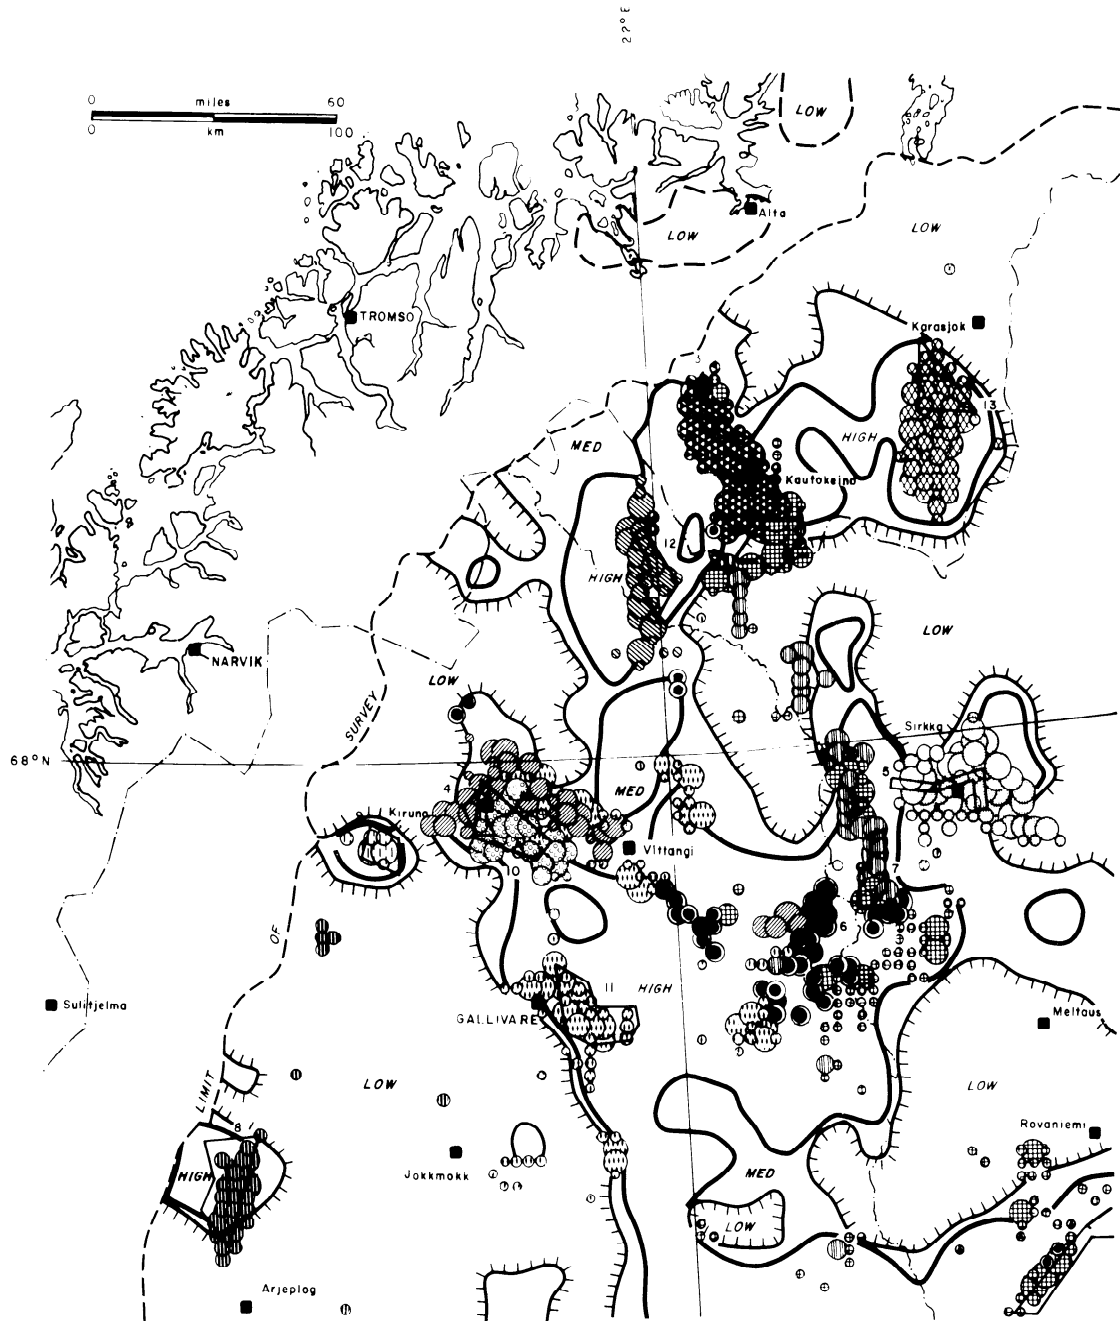 22°E
0 miles 60
0 km 100
LOW
Alta
LOW
LOW
TROMSO
Karasjok
13
MED
HIGH
Kautokeino
12
HIGH
LOW
NARVIK
LOW
SURVEY
Sirkka
68°N
5
4
MED
Kiruna
Vittangi
10
7
6
OF
11
HIGH
Sulitjelma
GALLIVARE
Meltaus
LIMIT
LOW
LOW
8
Rovaniemi
HIGH
Jokkmokk
MED
LOW
Arjeplog